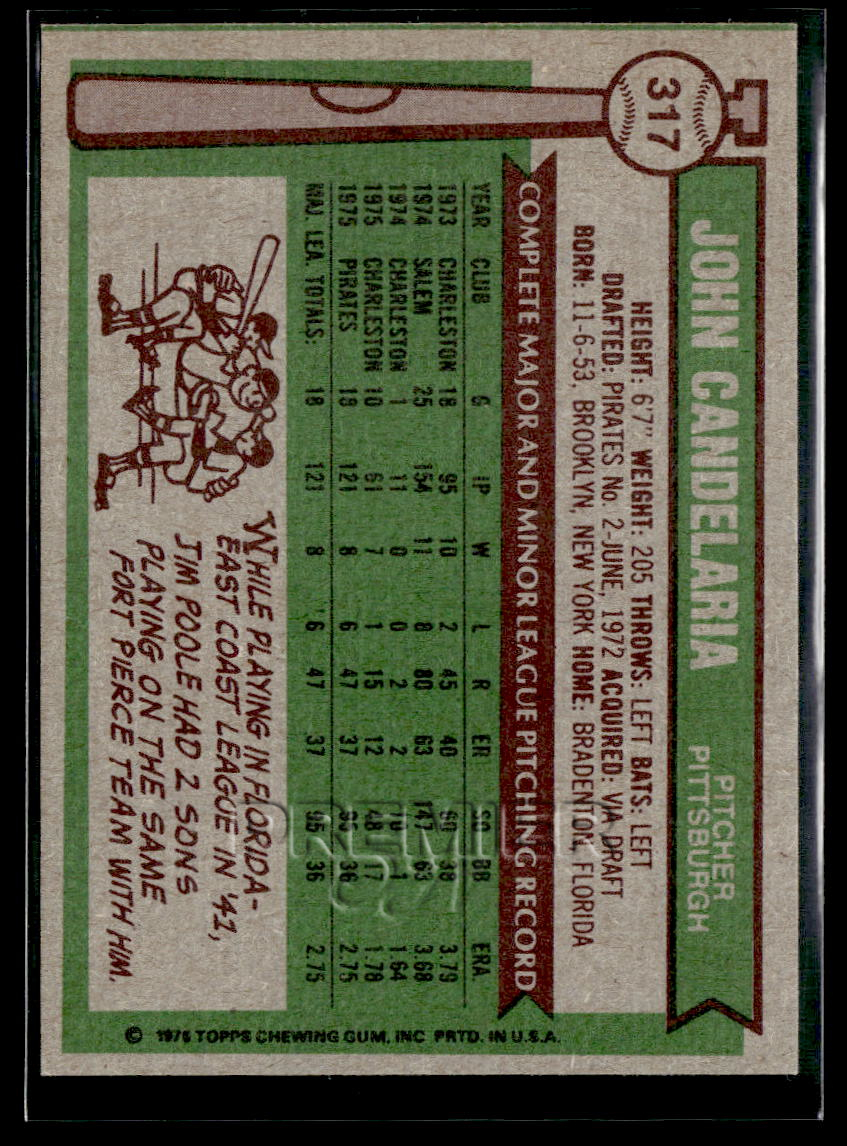 317
JOHN CANDELARIA
PITCHER
PITTSBURGH
HEIGHT: 6'7" WEIGHT: 205 THROWS: LEFT BATS: LEFT
DRAFTED: PIRATES No. 2-JUNE, 1972 ACQUIRED: VIA DRAFT
BORN: 11-6-53, BROOKLYN, NEW YORK HOME: BRADENTON, FLORIDA
COMPLETE MAJOR AND MINOR LEAGUE PITCHING RECORD
YEAR CLUB G IP W L R ER SO BB ERA
1973 CHARLESTON 18 95 10 2 45 40 60 38 3.79
1974 SALEM 25 154 11 8 80 63 147 63 3.68
1974 CHARLESTON 1 11 0 0 2 2 10 1 1.64
1975 CHARLESTON 10 61 7 1 15 12 48 17 1.78
1975 PIRATES 18 121 8 6 47 37 95 36 2.75
MAJ. LEA. TOTALS: 18 121 8 6 47 37 95 36 2.75
WHILE PLAYING IN FLORIDA-
EAST COAST LEAGUE IN '41,
JIM POOLE HAD 2 SONS
PLAYING ON THE SAME
FORT PIERCE TEAM WITH HIM.
© 1976 TOPPS CHEWING GUM, INC PRTD. IN U.S.A.
PREMIER